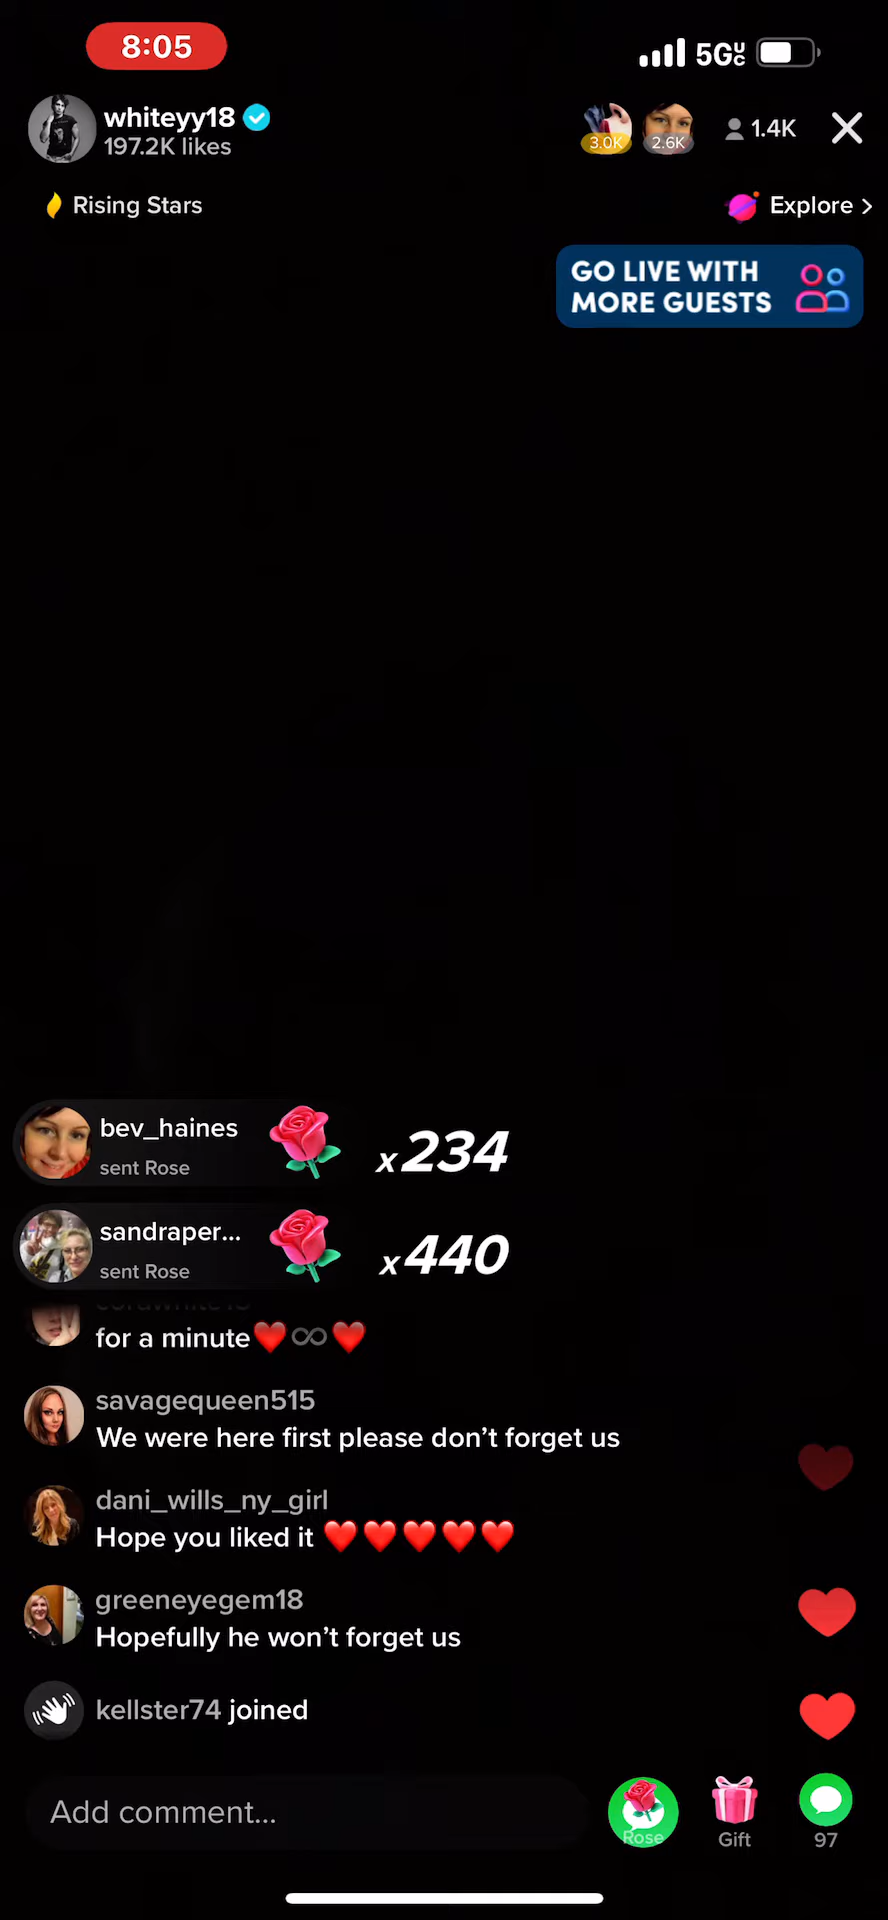 8:05
5G UC
whiteyy18
197.2K likes
3.0K
2.6K
1.4K
Rising Stars
Explore >
GO LIVE WITH
MORE GUESTS
bev_haines
sent Rose
x234
sandraper...
sent Rose
x440
for a minute❤️♾️❤️
savagequeen515
We were here first please don't forget us
dani_wills_ny_girl
Hope you liked it ❤️❤️❤️❤️❤️
greeneyegem18
Hopefully he won't forget us
kellster74 joined
Add comment...
Rose
Gift
97